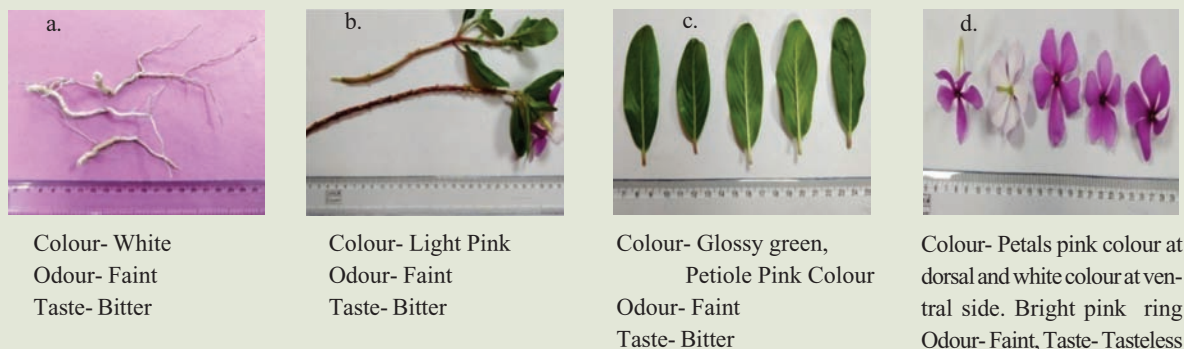 a.
b.
c.
d.
Colour- White
Odour- Faint
Taste- Bitter
Colour- Light Pink
Odour- Faint
Taste- Bitter
Colour- Glossy green,
Petiole Pink Colour
Odour- Faint
Taste- Bitter
Colour- Petals pink colour at
dorsal and white colour at ven-
tral side. Bright pink ring
Odour- Faint, Taste- Tasteless